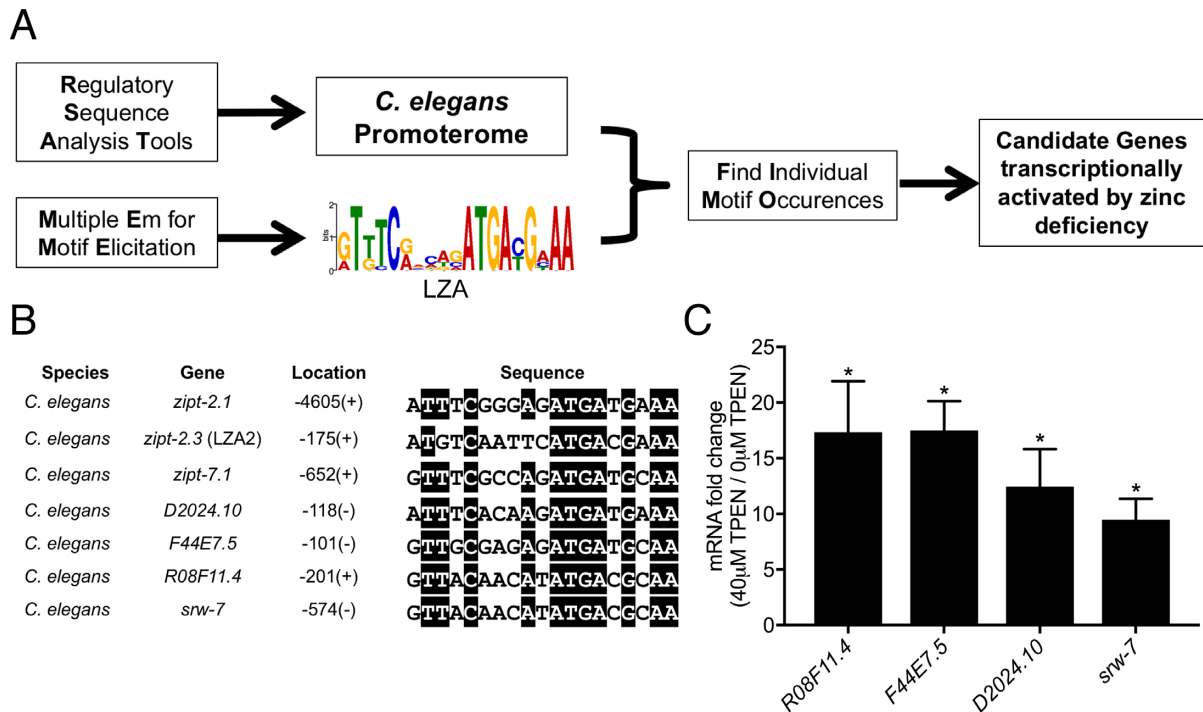 A
Regulatory
Sequence
Analysis Tools
C. elegans
Promoterome
Multiple Em for
Motif Elicitation
2
bits
1
0
LZA
Find Individual
Motif Occurences
Candidate Genes
transcriptionally
activated by zinc
deficiency
B
Species Gene Location Sequence
C. elegans zipt-2.1 -4605(+) ATTTCGGGAGATGATGAAA
C. elegans zipt-2.3 (LZA2) -175(+) ATGTCAATTCATGACGAAA
C. elegans zipt-7.1 -652(+) GTTTCGCCAGATGATGCAA
C. elegans D2024.10 -118(-) ATTTCACAAGATGATGAAA
C. elegans F44E7.5 -101(-) GTTGCGAGAGATGATGCAA
C. elegans R08F11.4 -201(+) GTTACAACATATGACGCAA
C. elegans srw-7 -574(-) GTTACAACATATGACGCAA
C
mRNA fold change
(40μM TPEN / 0μM TPEN)
25
20
15
10
5
0
* * * *
R08F11.4 F44E7.5 D2024.10 srw-7